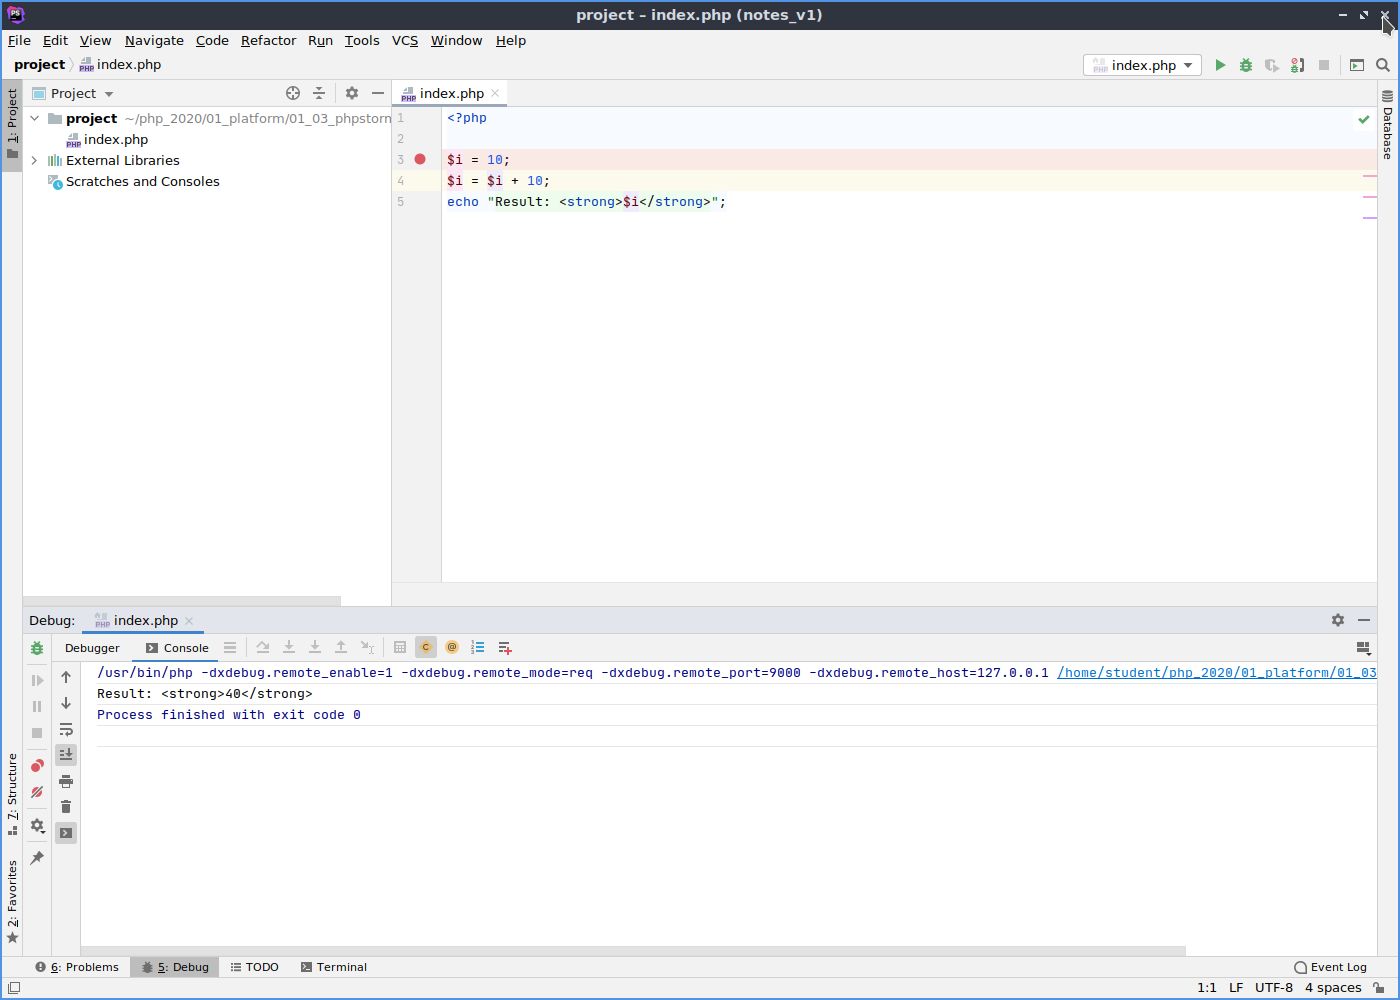 project – index.php (notes_v1)
File Edit View Navigate Code Refactor Run Tools VCS Window Help
project index.php
index.php
1: Project
Project
project ~/php_2020/01_platform/01_03_phpstorm
index.php
External Libraries
Scratches and Consoles
index.php
1 <?php
2
3 $i = 10;
4 $i = $i + 10;
5 echo "Result: <strong>$i</strong>";
Database
Debug: index.php
Debugger Console
/usr/bin/php -dxdebug.remote_enable=1 -dxdebug.remote_mode=req -dxdebug.remote_port=9000 -dxdebug.remote_host=127.0.0.1 /home/student/php_2020/01_platform/01_03
Result: <strong>40</strong>
Process finished with exit code 0
7: Structure
2: Favorites
6: Problems 5: Debug TODO Terminal Event Log
1:1 LF UTF-8 4 spaces